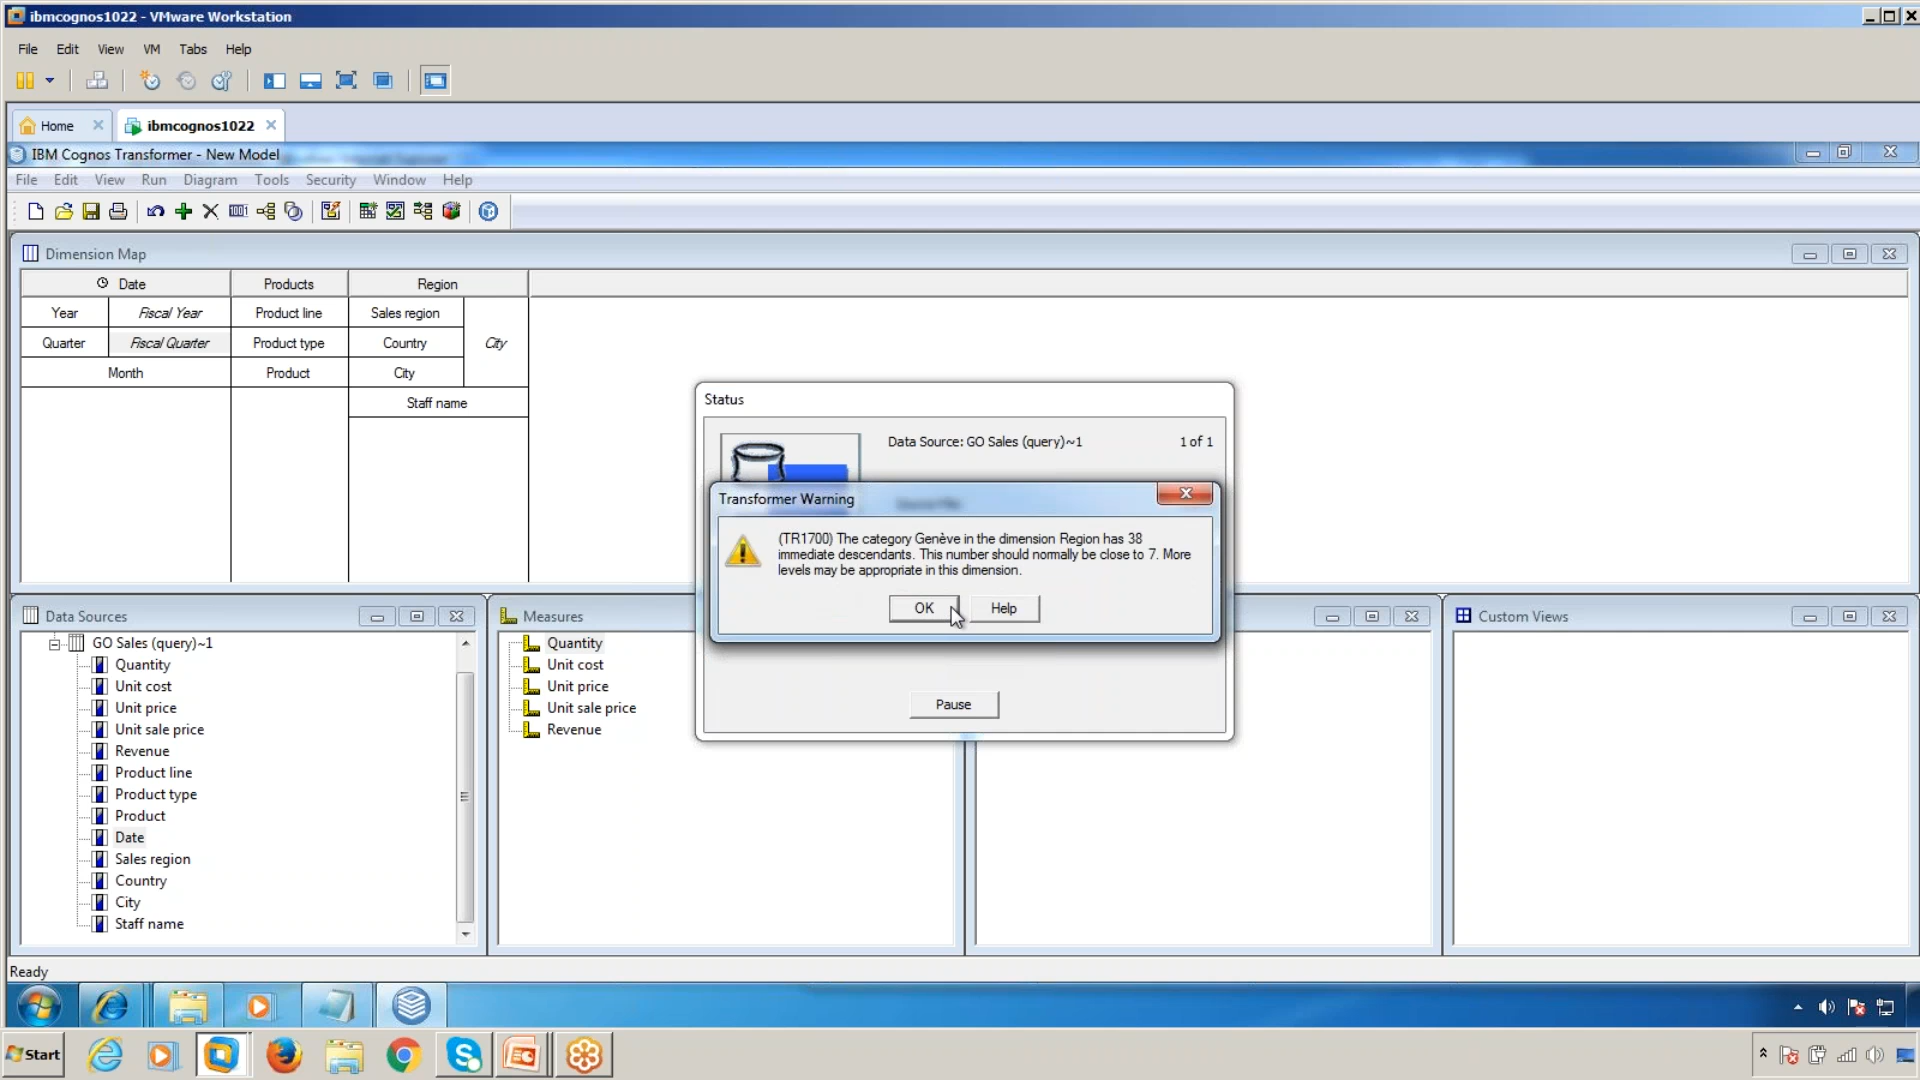 ibmcognos1022 - VMware Workstation
File Edit View VM Tabs Help
Home ibmcognos1022
IBM Cognos Transformer - New Model
File Edit View Run Diagram Tools Security Window Help
Dimension Map
Date Products Region
Year Fiscal Year Product line Sales region
Quarter Fiscal Quarter Product type Country City
Month Product City
Staff name
Status
Data Source: GO Sales (query)~1 1 of 1
Transformer Warning
(TR1700) The category Genève in the dimension Region has 38
immediate descendants. This number should normally be close to 7. More
levels may be appropriate in this dimension.
OK Help
Pause
Data Sources
GO Sales (query)~1
Quantity
Unit cost
Unit price
Unit sale price
Revenue
Product line
Product type
Product
Date
Sales region
Country
City
Staff name
Measures
Quantity
Unit cost
Unit price
Unit sale price
Revenue
Custom Views
Ready
Start